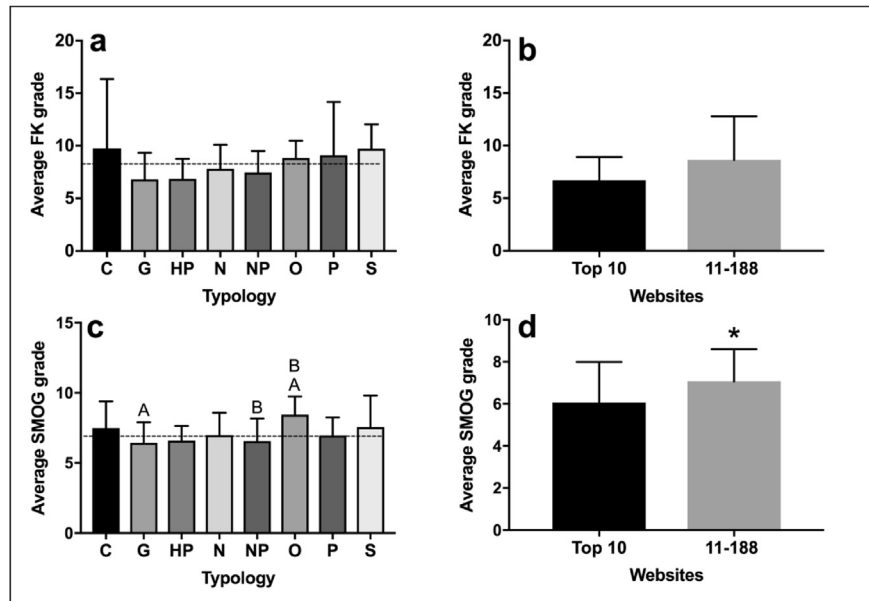 a
Average FK grade
20
15
10
5
0
C G HP N NP O P S
Typology
b
Average FK grade
20
15
10
5
0
Top 10 11-188
Websites
c
Average SMOG grade
15
10
5
0
A B B
A
C G HP N NP O P S
Typology
d
Average SMOG grade
10
8
6
4
2
0
*
Top 10 11-188
Websites